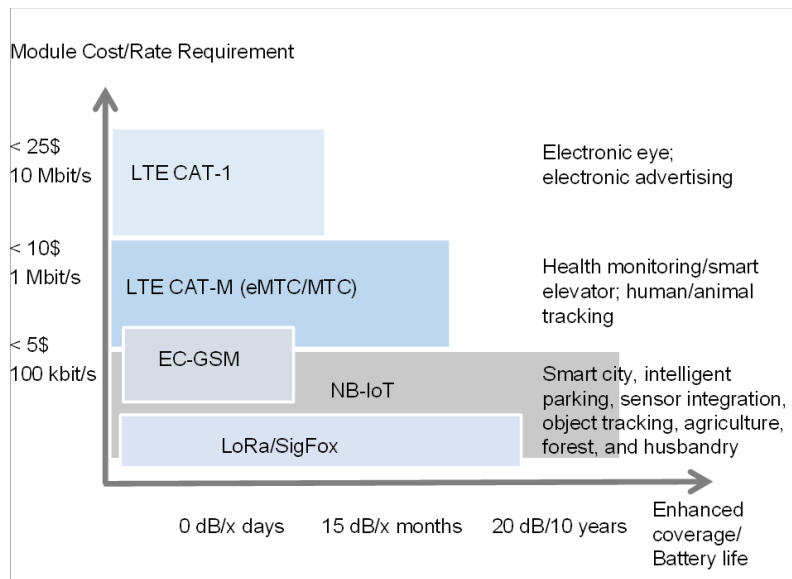 Module Cost/Rate Requirement
< 25$
10 Mbit/s
LTE CAT-1
Electronic eye;
electronic advertising
< 10$
1 Mbit/s
LTE CAT-M (eMTC/MTC)
Health monitoring/smart
elevator; human/animal
tracking
< 5$
100 kbit/s
EC-GSM
NB-IoT
LoRa/SigFox
Smart city, intelligent
parking, sensor integration,
object tracking, agriculture,
forest, and husbandry
0 dB/x days
15 dB/x months
20 dB/10 years
Enhanced
coverage/
Battery life